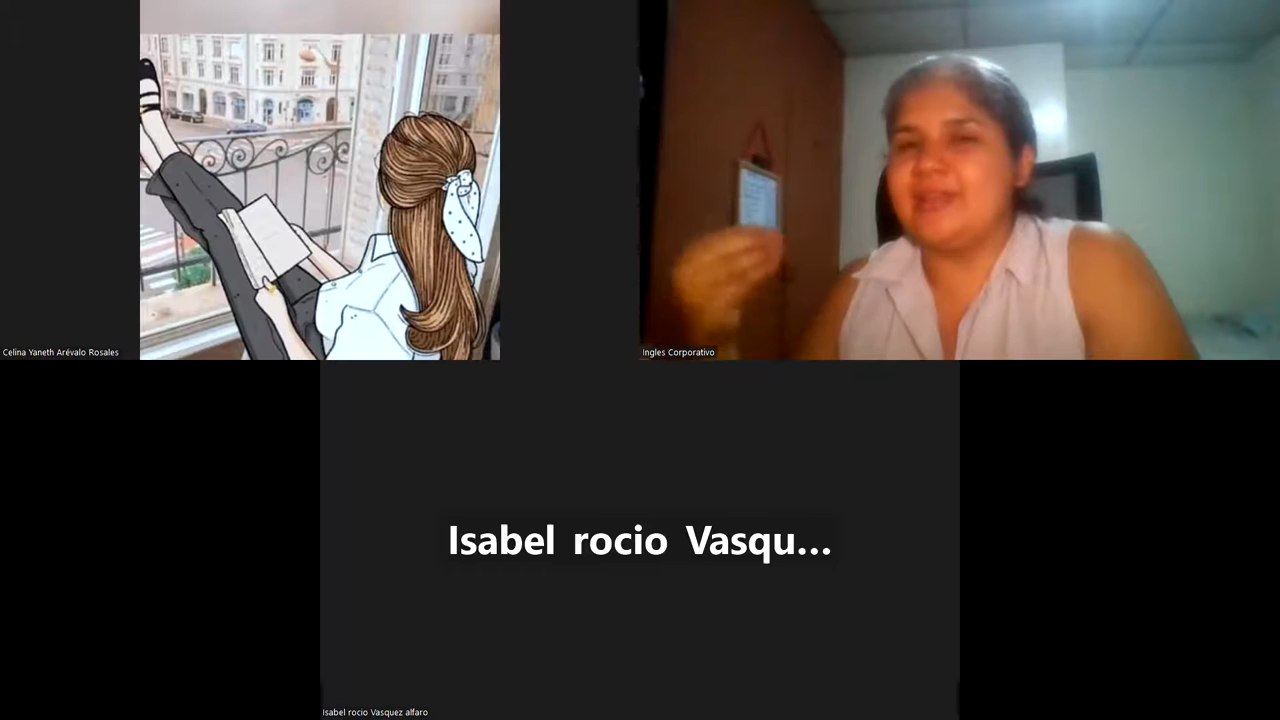 Celina Yaneth Arévalo Rosales
Ingles Corporativo
Isabel rocio Vasqu...
Isabel rocio Vasquez alfaro